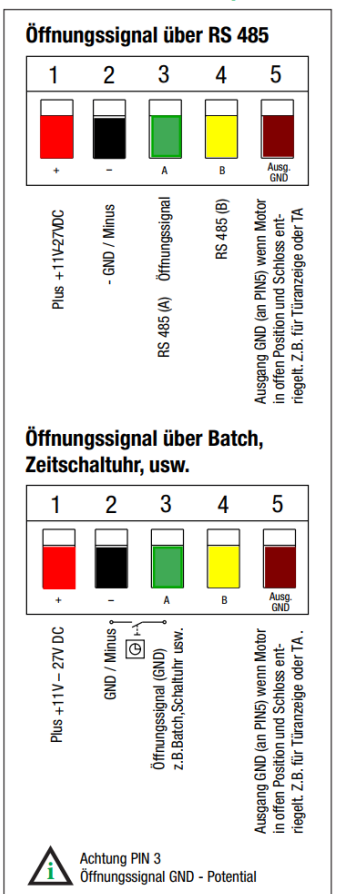 Öffnungssignal über RS 485
1 2 3 4 5
+ – A B Ausg.
GND
Plus +11V-27VDC
- GND / Minus
RS 485 (A) Öffnungssignal
RS 485 (B)
Ausgang GND (an PIN5) wenn Motor
in offen Position und Schloss ent-
riegelt. Z.B. für Türanzeige oder TA
Öffnungssignal über Batch,
Zeitschaltuhr, usw.
1 2 3 4 5
+ – A B Ausg.
GND
Plus +11V – 27V DC
GND / Minus
Öffnungssignal (GND)
z.B.Batch,Schaltuhr usw.
Ausgang GND (an PIN5) wenn Motor
in offen Position und Schloss ent-
riegelt. Z.B. für Türanzeige oder TA .
i
Achtung PIN 3
Öffnungssignal GND - Potential